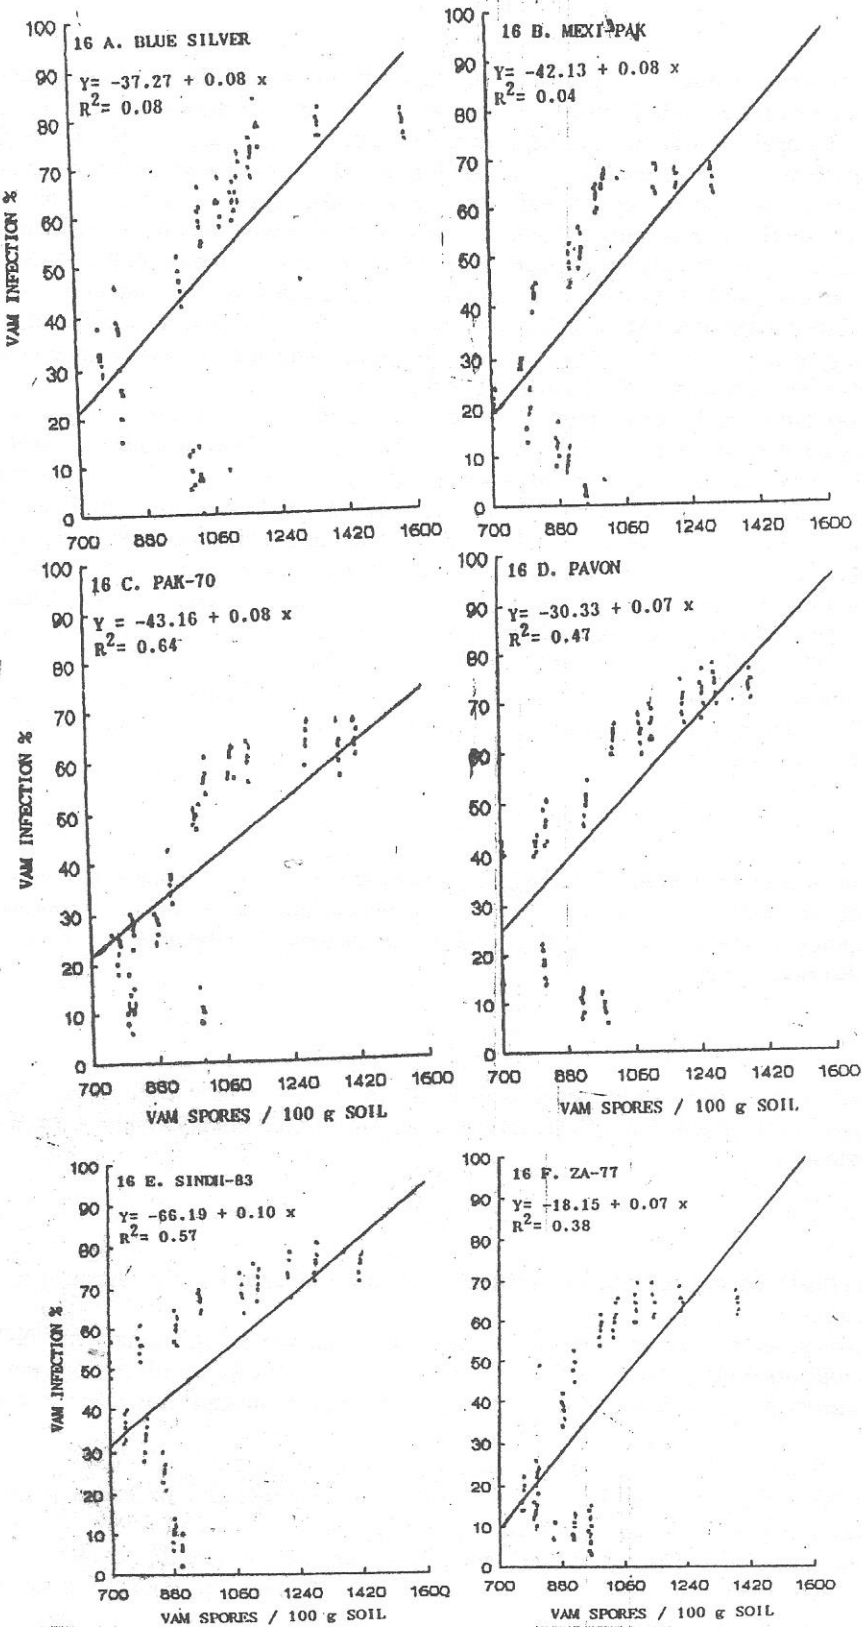 16 A. BLUE SILVER
Y= -37.27 + 0.08 x
R2= 0.08
VAM INFECTION %
100
90
80
70
60
50
40
30
20
10
0
700 880 1060 1240 1420 1600
16 B. MEXI-PAK
Y= -42.13 + 0.08 x
R2= 0.04
100
90
80
70
60
50
40
30
20
10
0
700 880 1060 1240 1420 1600
16 C. PAK-70
Y = -43.16 + 0.08 x
R2= 0.64
VAM INFECTION %
100
90
80
70
60
50
40
30
20
10
0
700 880 1060 1240 1420 1600
VAM SPORES / 100 g SOIL
16 D. PAVON
Y= -30.33 + 0.07 x
R2= 0.47
100
90
80
70
60
50
40
30
20
10
0
700 880 1060 1240 1420 1600
VAM SPORES / 100 g SOIL
16 E. SINDH-83
Y= -66.19 + 0.10 x
R2= 0.57
VAM INFECTION %
100
90
80
70
60
50
40
30
20
10
0
700 880 1060 1240 1420 1600
VAM SPORES / 100 g SOIL
16 F. ZA-77
Y= -18.15 + 0.07 x
R2= 0.38
100
90
80
70
60
50
40
30
20
10
0
700 880 1060 1240 1420 1600
VAM SPORES / 100 g SOIL